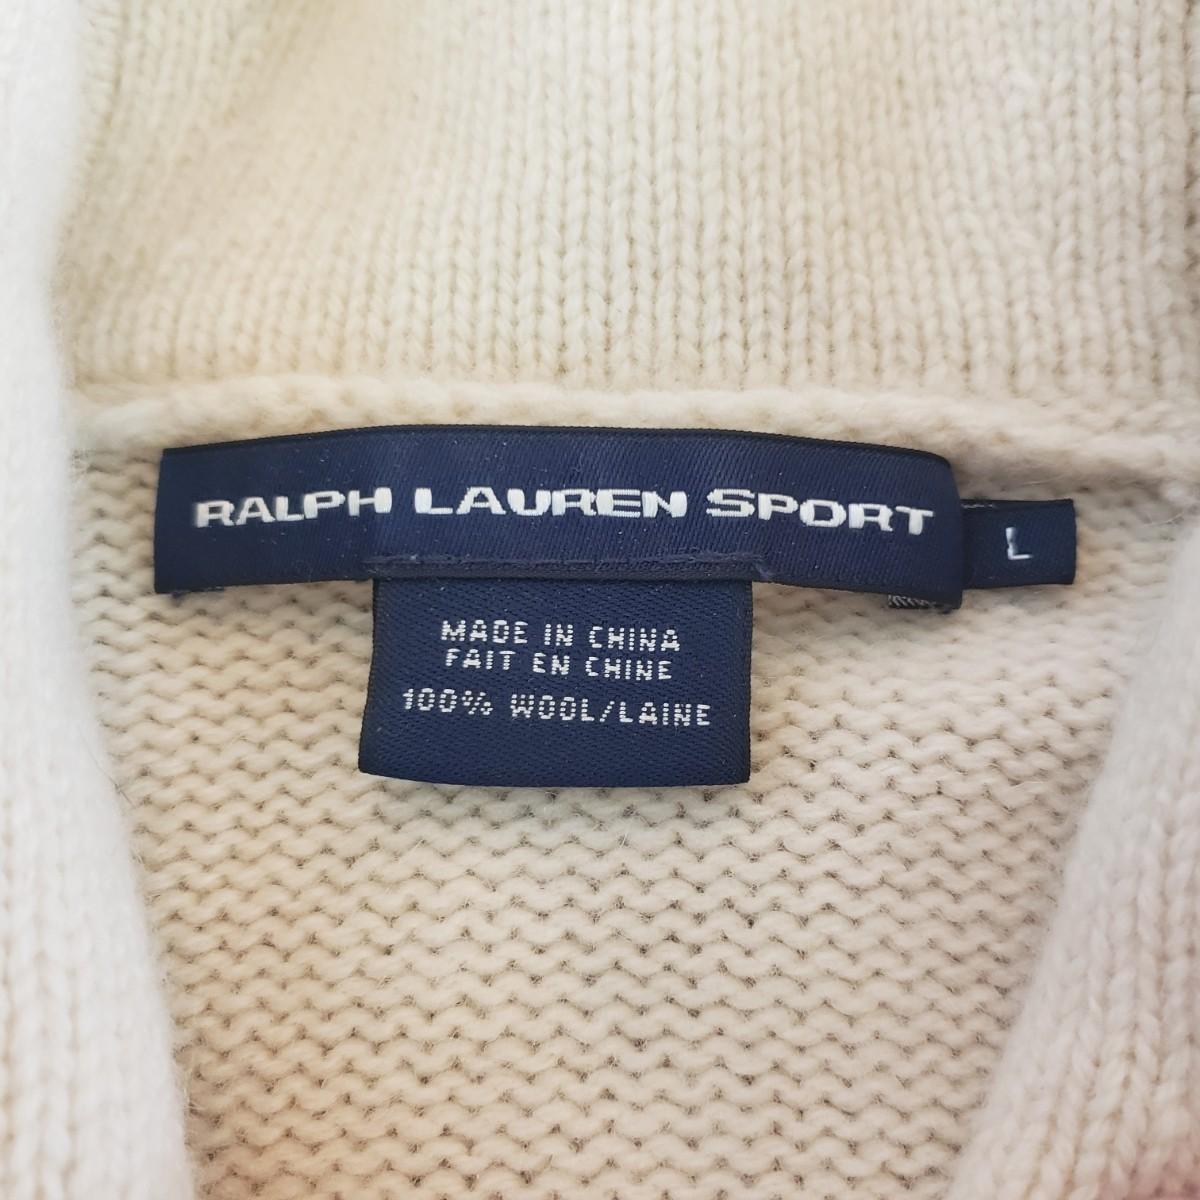 RALPH LAUREN SPORT
L
MADE IN CHINA
FAIT EN CHINE
100% WOOL/LAINE